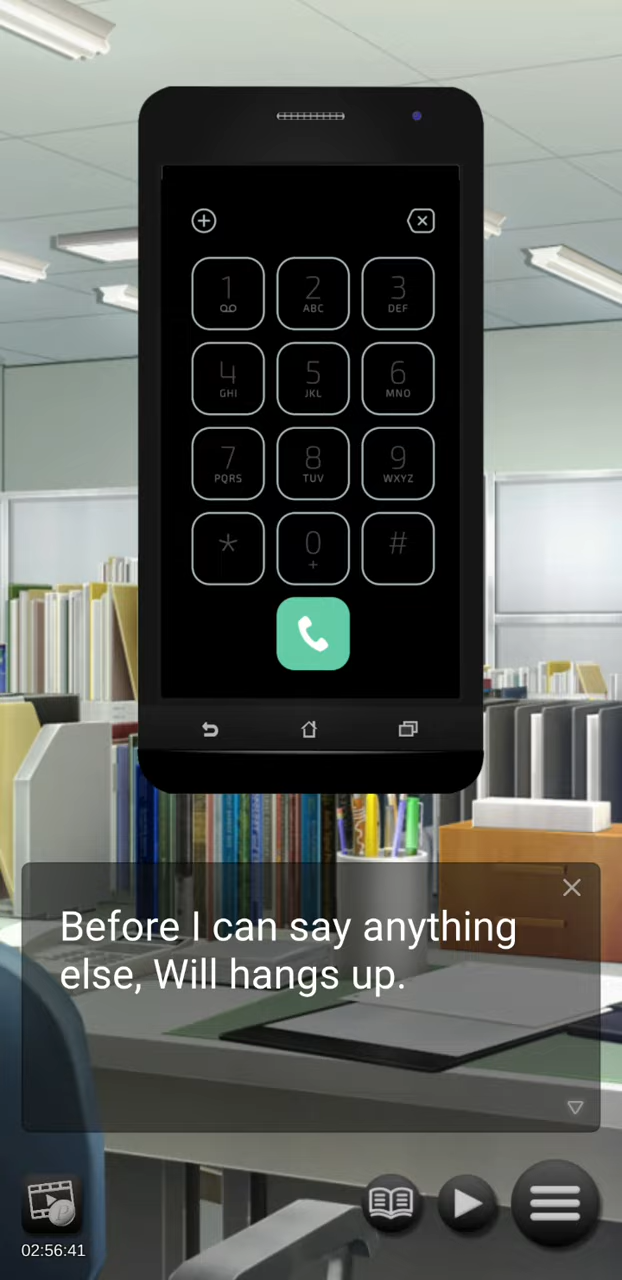 1
2
ABC
3
DEF
4
GHI
5
JKL
6
MNO
7
PQRS
8
TUV
9
WXYZ
*
0
+
#
Before I can say anything
else, Will hangs up.
02:56:41